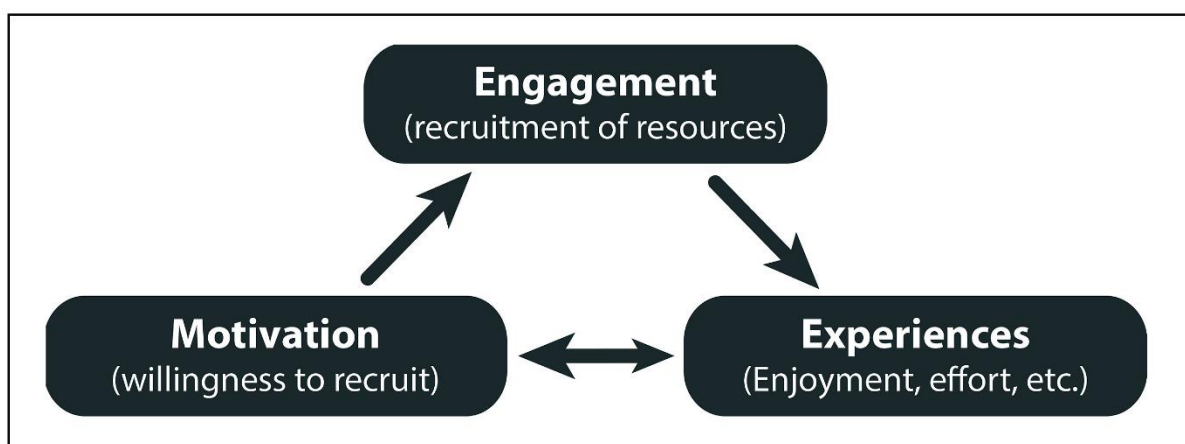 Engagement
(recruitment of resources)
Motivation
(willingness to recruit)
Experiences
(Enjoyment, effort, etc.)